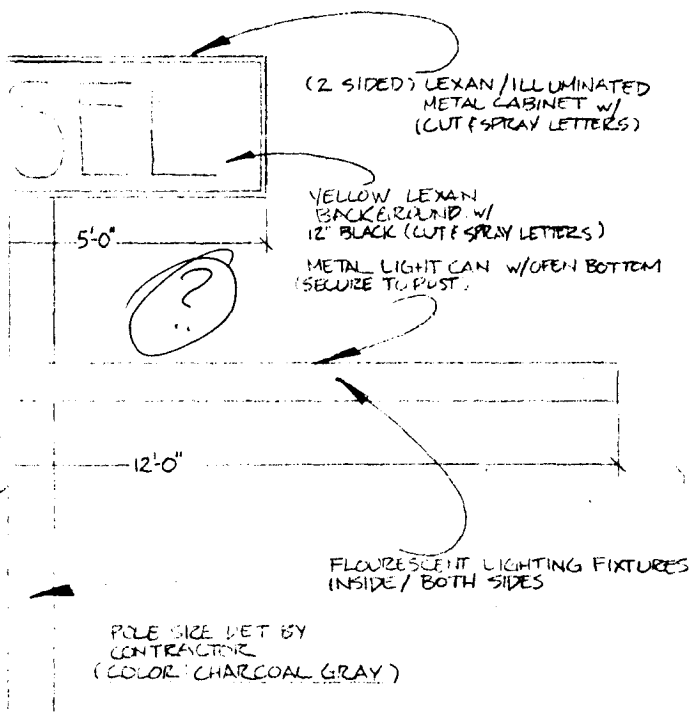 (2 SIDED) LEXAN/ILLUMINATED
METAL CABINET w/
(CUT & SPRAY LETTERS)
SEL
YELLOW LEXAN
BACKGROUND w/
12" BLACK (CUT & SPRAY LETTERS)
5'-0"
METAL LIGHT CAN w/OPEN BOTTOM
(SECURE TO POST)
?
12'-0"
FLOURESCENT LIGHTING FIXTURES
INSIDE/BOTH SIDES
POLE SIZE DET BY
CONTRACTOR
(COLOR: CHARCOAL GRAY)